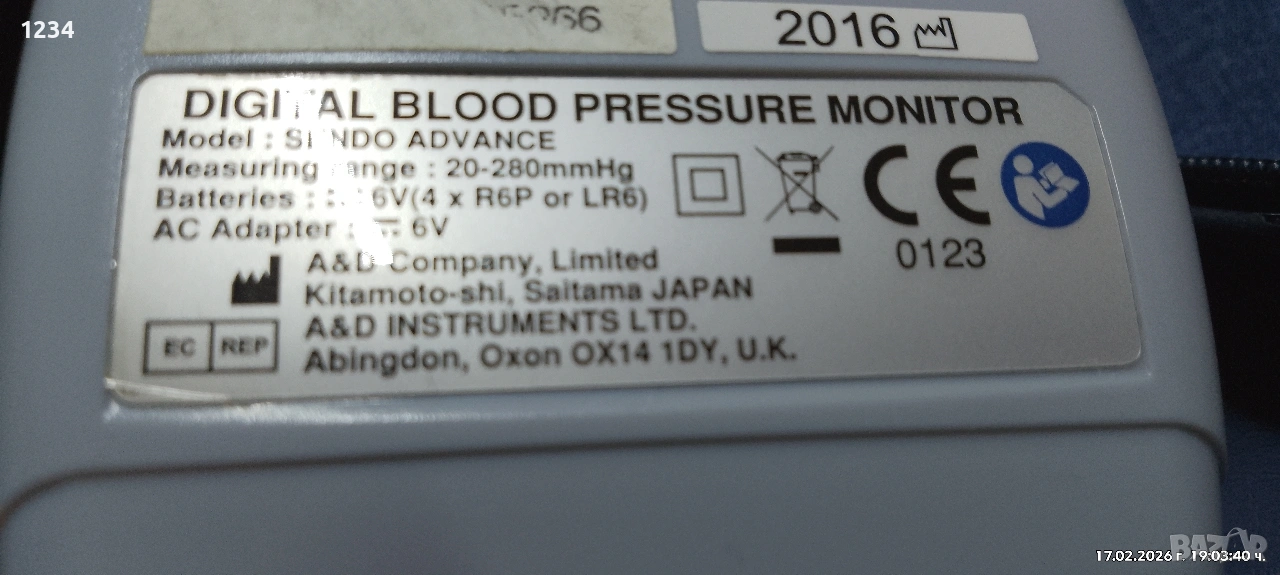 1234
2016
DIGITAL BLOOD PRESSURE MONITOR
Model : SENDO ADVANCE
Measuring range : 20-280mmHg
Batteries : 6V(4 x R6P or LR6)
AC Adapter : 6V
A&D Company, Limited
Kitamoto-shi, Saitama JAPAN
EC REP
A&D INSTRUMENTS LTD.
Abingdon, Oxon OX14 1DY, U.K.
CE
0123
BAZAR
17.02.2026 г. 19:03:40 ч.